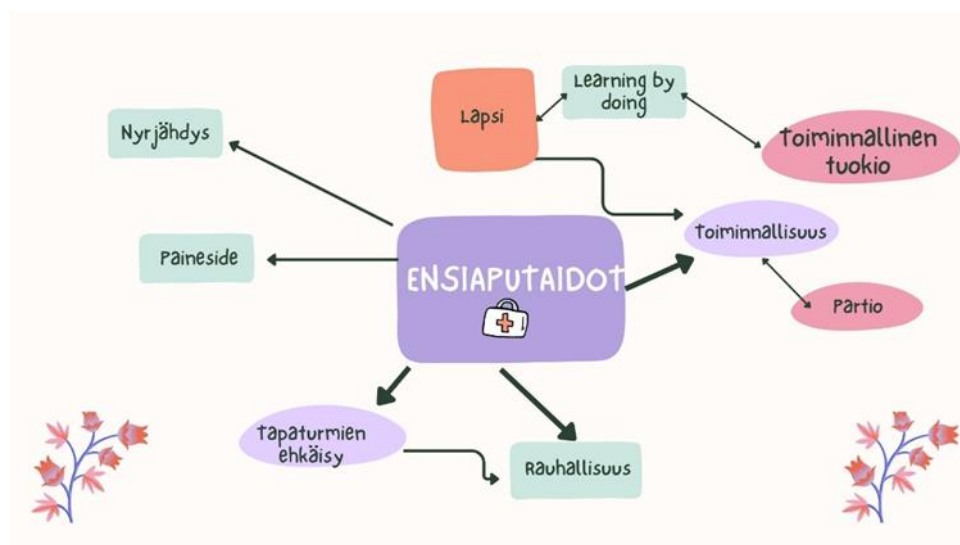 Lapsi
Learning by
doing
Nyrjähdys
Toiminnallinen
tuokio
Toiminnallisuus
Paineside
ENSIAPUTAIDOT
Partio
Tapaturmien
ehkäisy
Rauhallisuus